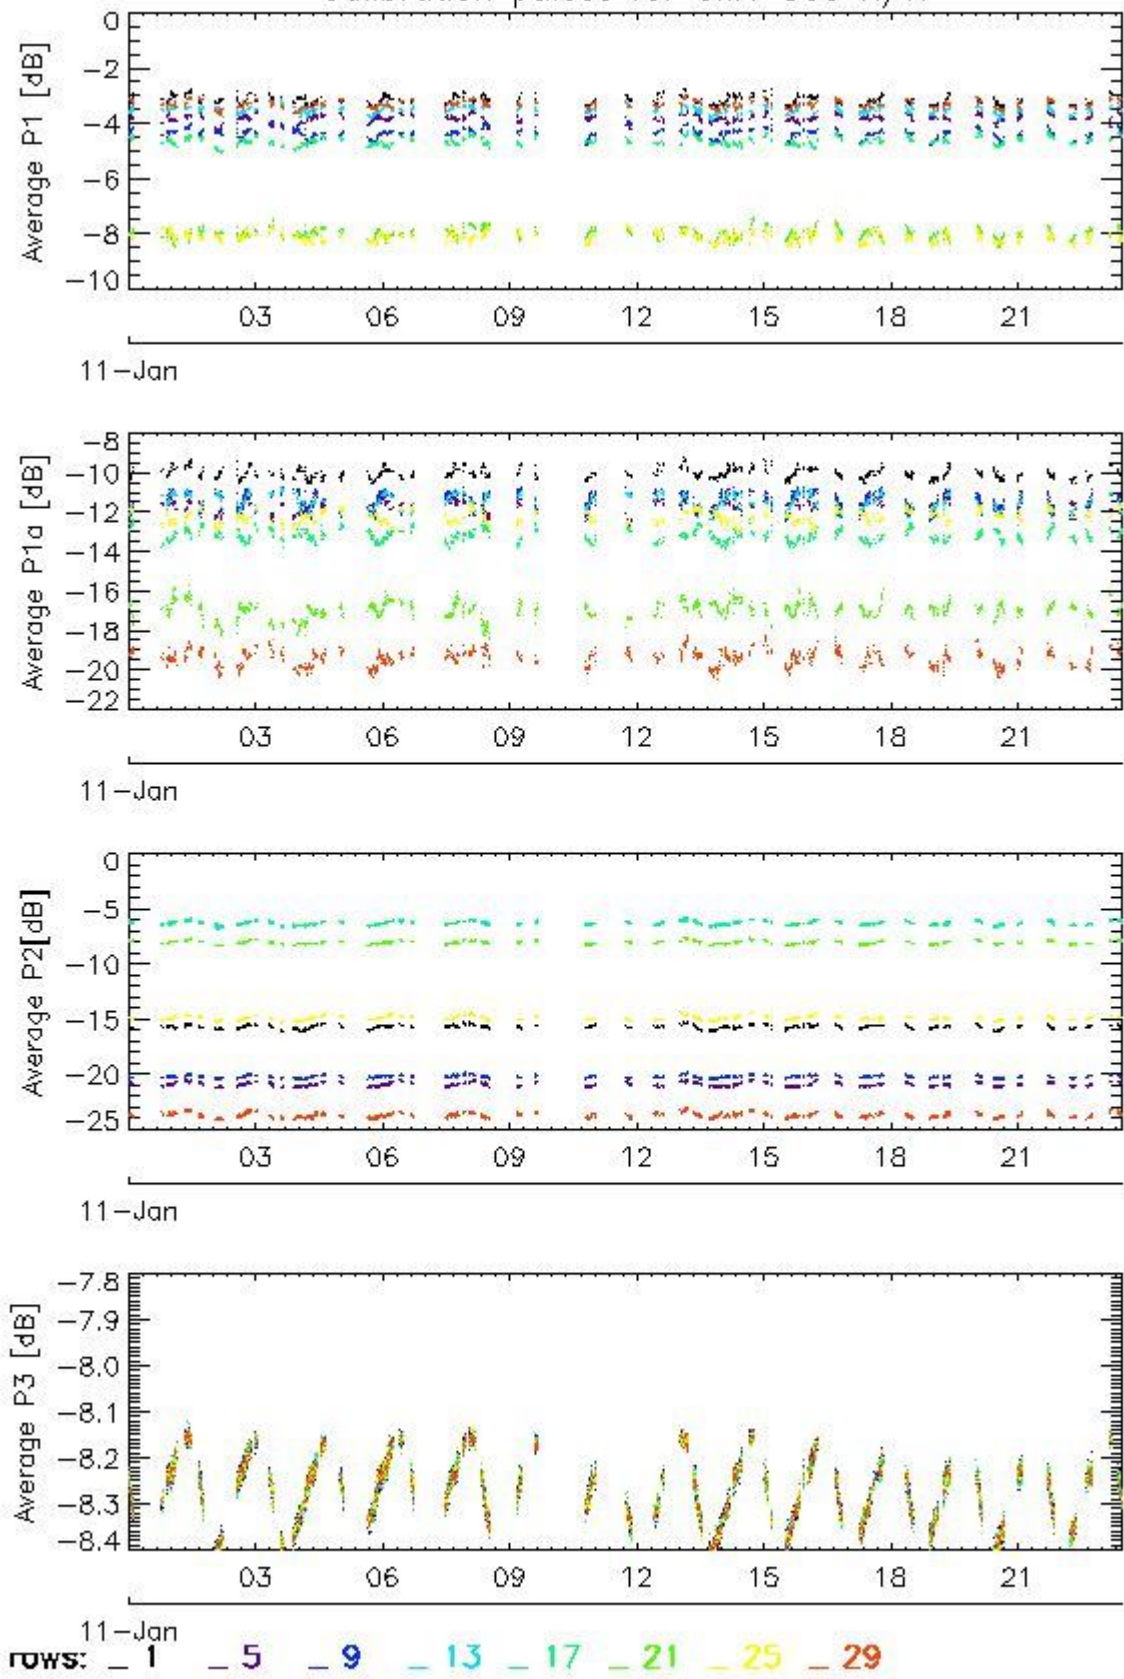 Average P1 [dB]
0
−2
−4
−6
−8
−10
03 06 09 12 15 18 21
11−Jan
Average P1a [dB]
−8
−10
−12
−14
−16
−18
−20
−22
03 06 09 12 15 18 21
11−Jan
Average P2[dB]
0
−5
−10
−15
−20
−25
03 06 09 12 15 18 21
11−Jan
Average P3 [dB]
−7.8
−7.9
−8.0
−8.1
−8.2
−8.3
−8.4
03 06 09 12 15 18 21
11−Jan
rows: _ 1 _ 5 _ 9 _ 13 _ 17 _ 21 _ 25 _ 29